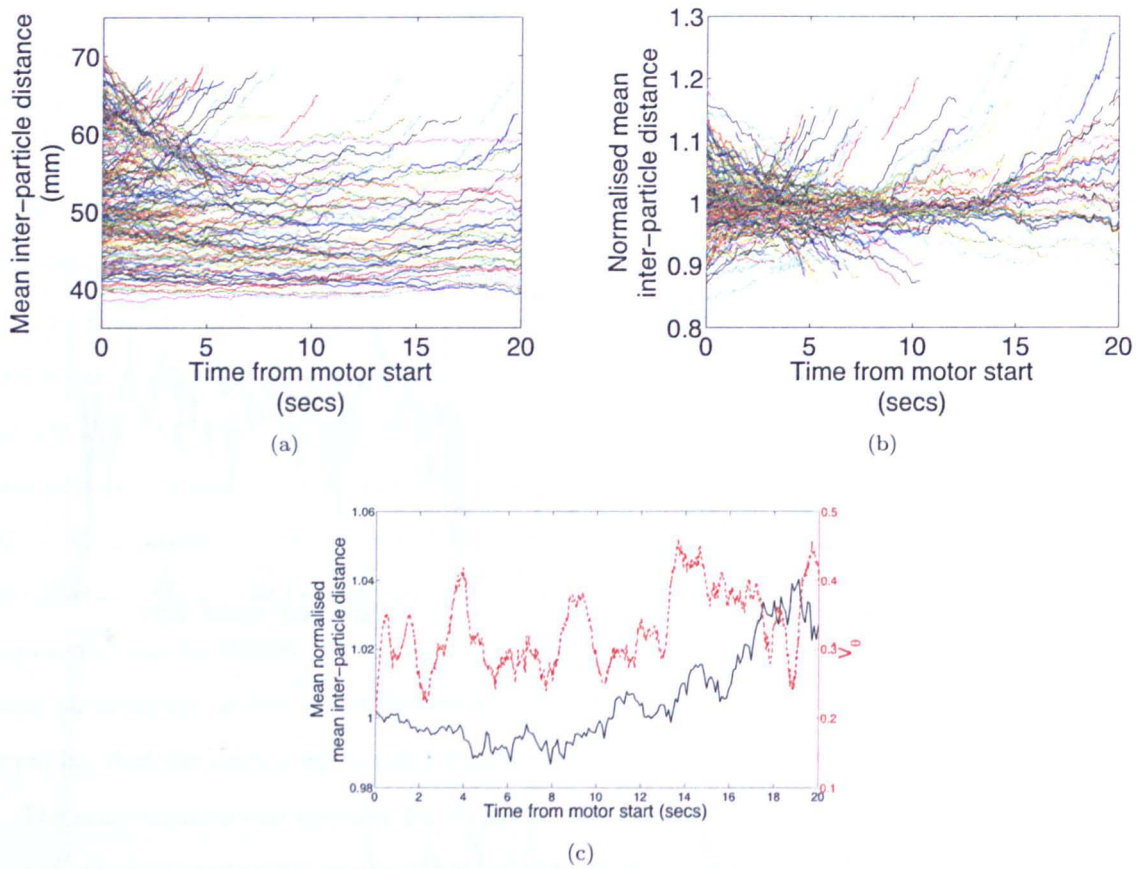 Mean inter−particle distance
(mm)
70
60
50
40
0 5 10 15 20
Time from motor start
(secs)
(a)
Normalised mean
inter−particle distance
1.3
1.2
1.1
1
0.9
0.8
0 5 10 15 20
Time from motor start
(secs)
(b)
Mean normalised
mean inter−particle distance
1.06
1.04
1.02
1
0.98
0 2 4 6 8 10 12 14 16 18 20
0.5
0.4
0.3
0.2
0.1
Vθ
Time from motor start (secs)
(c)